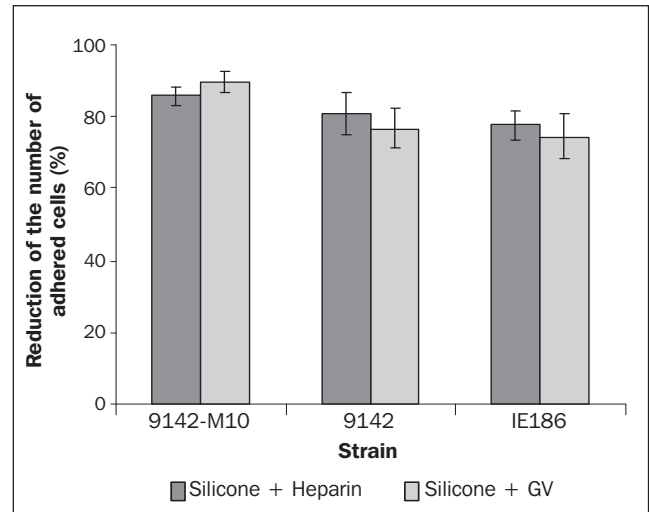 Reduction of the number of
adhered cells (%)
100
80
60
40
20
0
9142-M10 9142 IE186
Strain
Silicone + Heparin Silicone + GV